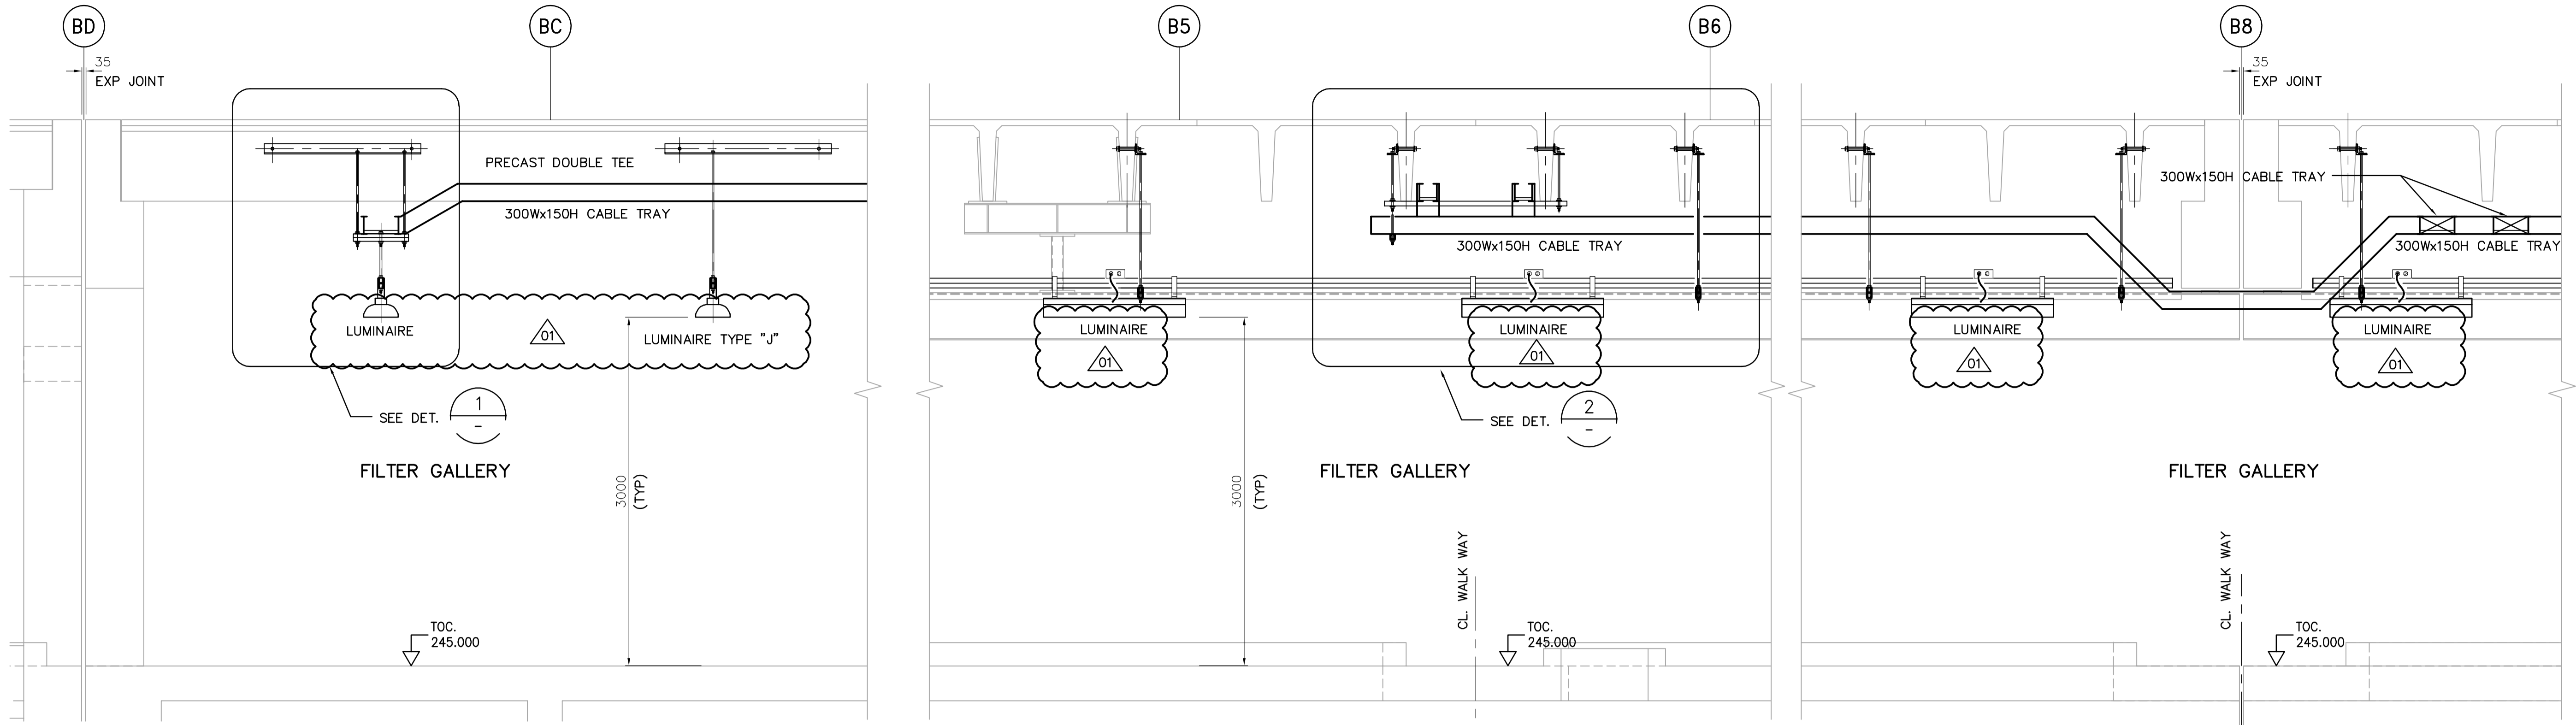 BD
BC
35
EXP JOINT
PRECAST DOUBLE TEE
300Wx150H CABLE TRAY
LUMINAIRE
01
LUMINAIRE TYPE "J"
SEE DET.
1
-
FILTER GALLERY
3000
(TYP)
TOC.
245.000
B5
B6
300Wx150H CABLE TRAY
LUMINAIRE
01
LUMINAIRE
01
SEE DET.
2
-
FILTER GALLERY
3000
(TYP)
CL. WALK WAY
TOC.
245.000
B8
35
EXP JOINT
300Wx150H CABLE TRAY
300Wx150H CABLE TRAY
LUMINAIRE
01
LUMINAIRE
01
FILTER GALLERY
CL. WALK WAY
TOC.
245.000